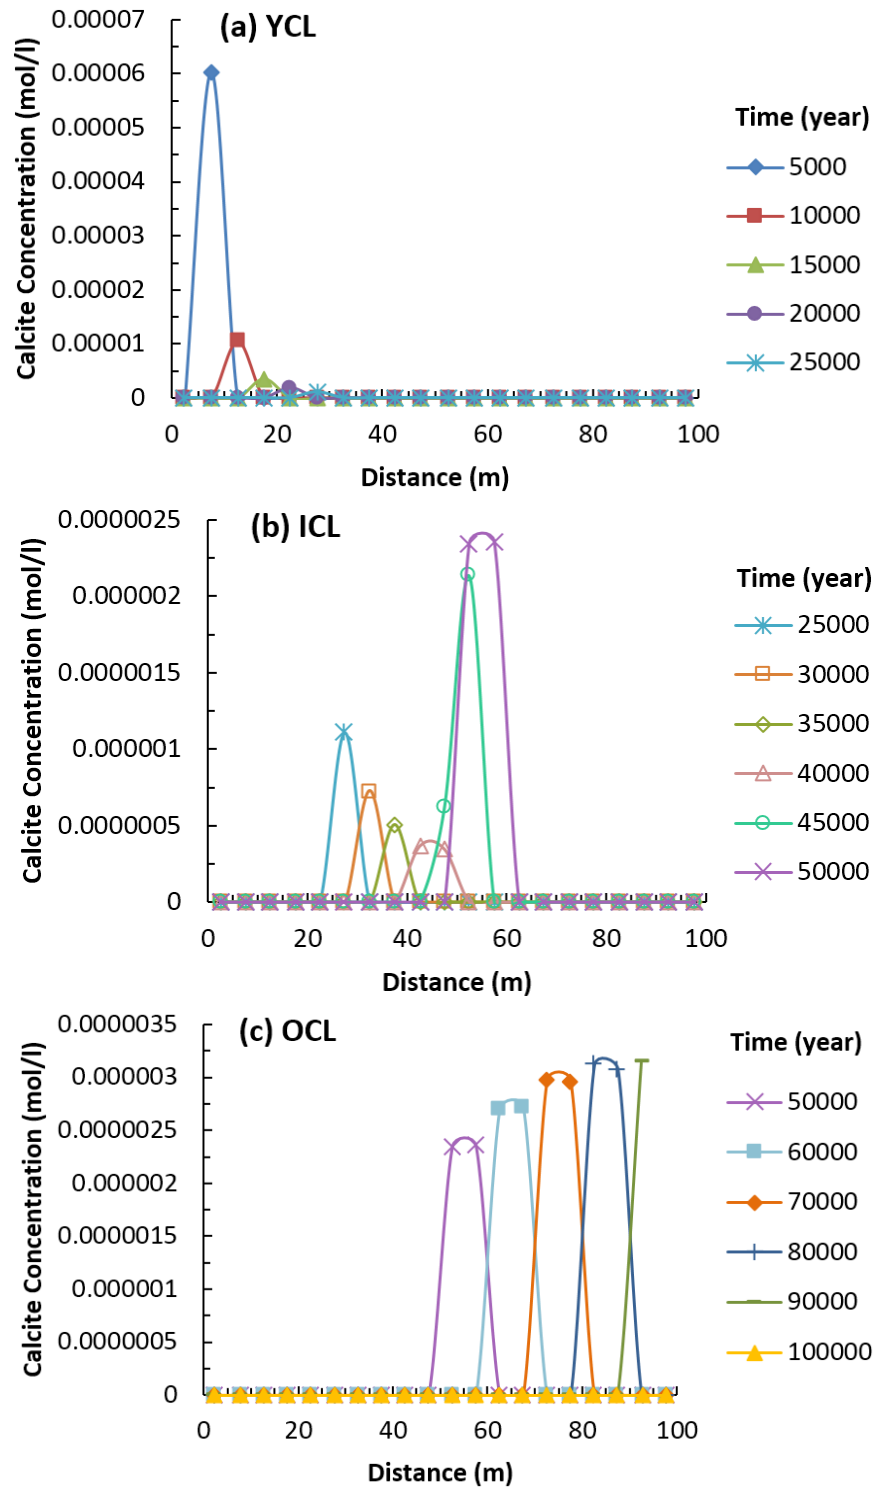 (a) YCL
Calcite Concentration (mol/l)
0.00007
0.00006
0.00005
0.00004
0.00003
0.00002
0.00001
0
0 20 40 60 80 100
Distance (m)
Time (year)
5000
10000
15000
20000
25000
(b) ICL
Calcite Concentration (mol/l)
0.0000025
0.000002
0.0000015
0.000001
0.0000005
0
0 20 40 60 80 100
Distance (m)
Time (year)
25000
30000
35000
40000
45000
50000
(c) OCL
Calcite Concentration (mol/l)
0.0000035
0.000003
0.0000025
0.000002
0.0000015
0.000001
0.0000005
0
0 20 40 60 80 100
Distance (m)
Time (year)
50000
60000
70000
80000
90000
100000